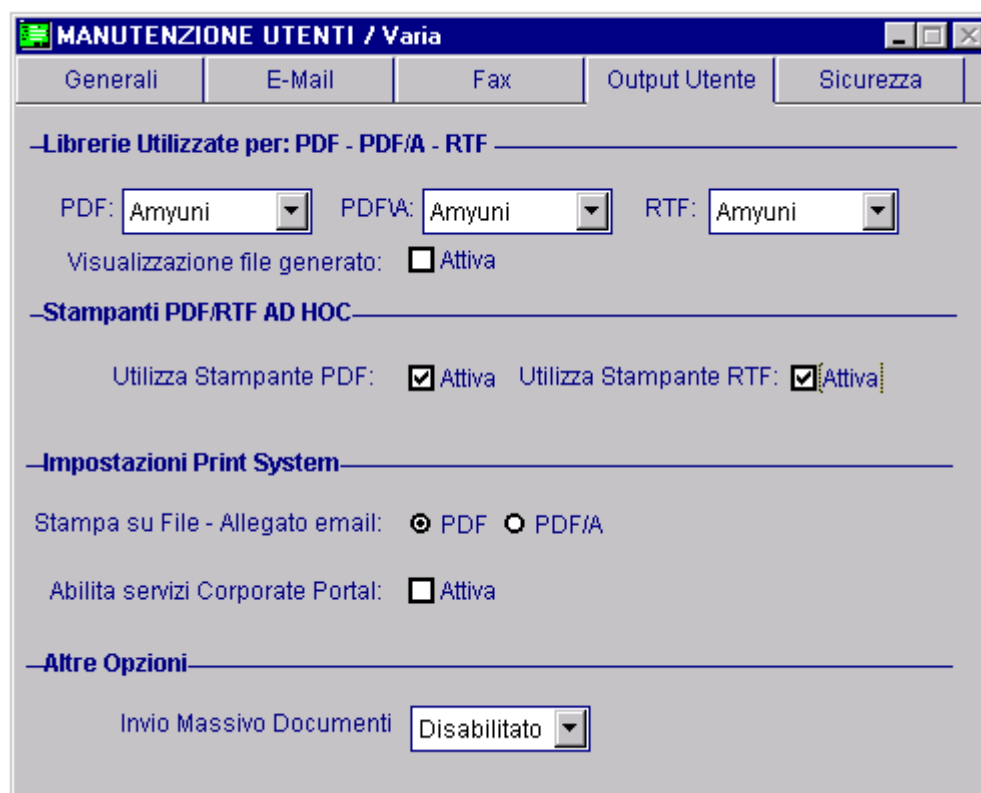 MANUTENZIONE UTENTI / Varia
Generali E-Mail Fax Output Utente Sicurezza
Librerie Utilizzate per: PDF - PDF/A - RTF
PDF: Amyuni PDF\A: Amyuni RTF: Amyuni
Visualizzazione file generato: Attiva
Stampanti PDF/RTF AD HOC
Utilizza Stampante PDF: Attiva Utilizza Stampante RTF: Attiva
Impostazioni Print System
Stampa su File - Allegato email: PDF PDF/A
Abilita servizi Corporate Portal: Attiva
Altre Opzioni
Invio Massivo Documenti Disabilitato